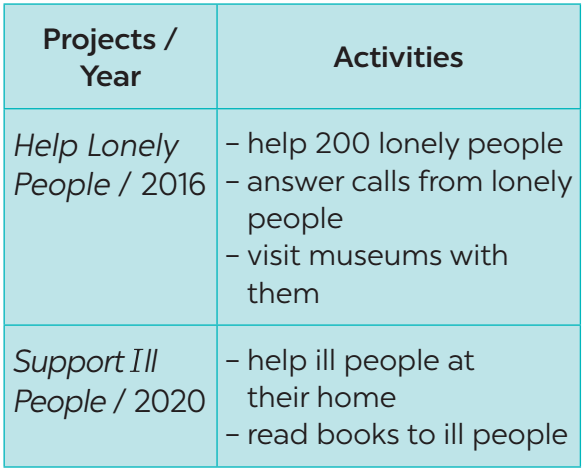 Projects /
Year
Activities
Help Lonely
People / 2016
– help 200 lonely people
– answer calls from lonely
people
– visit museums with
them
Support Ill
People / 2020
– help ill people at
their home
– read books to ill people